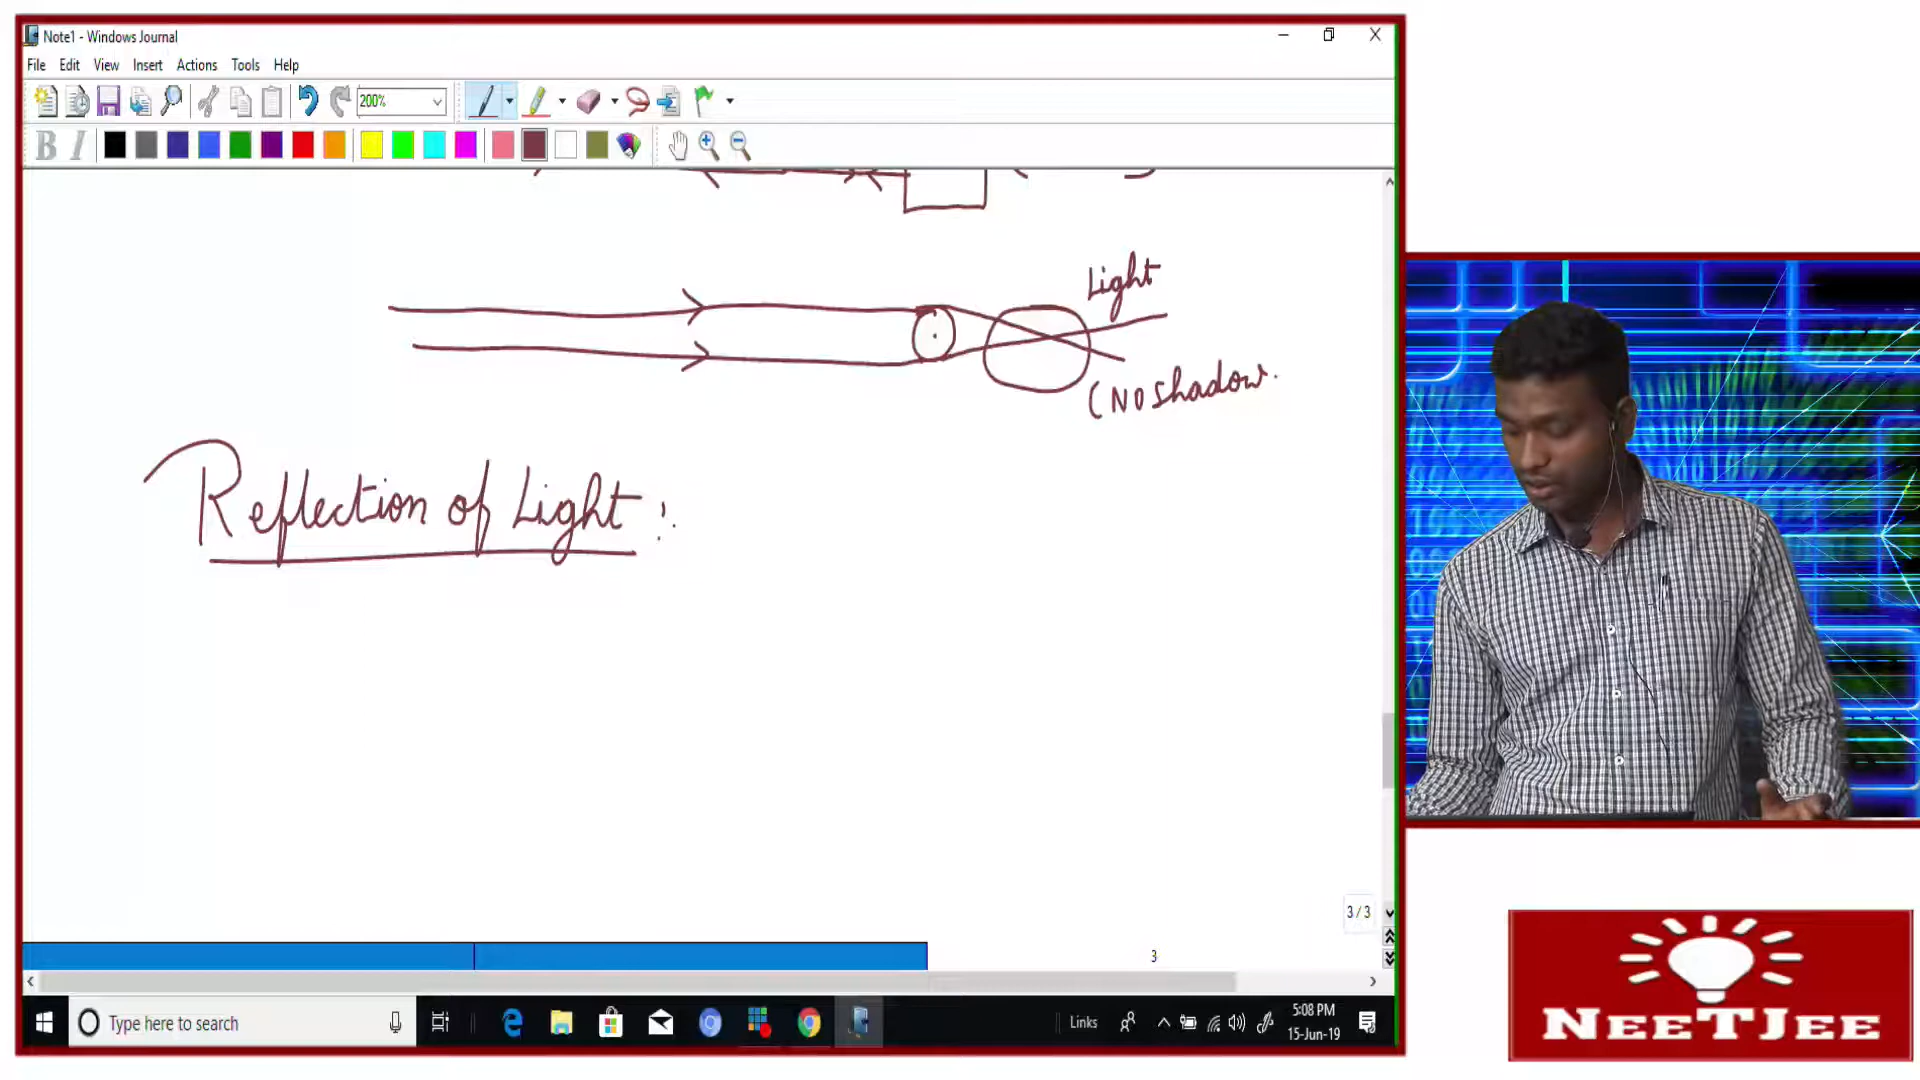 Note1 - Windows Journal
File Edit View Insert Actions Tools Help
200%
B I
Light
(No shadow.
Reflection of Light :.
3 / 3
3
Type here to search
Links
5:08 PM
15-Jun-19
NEETJEE